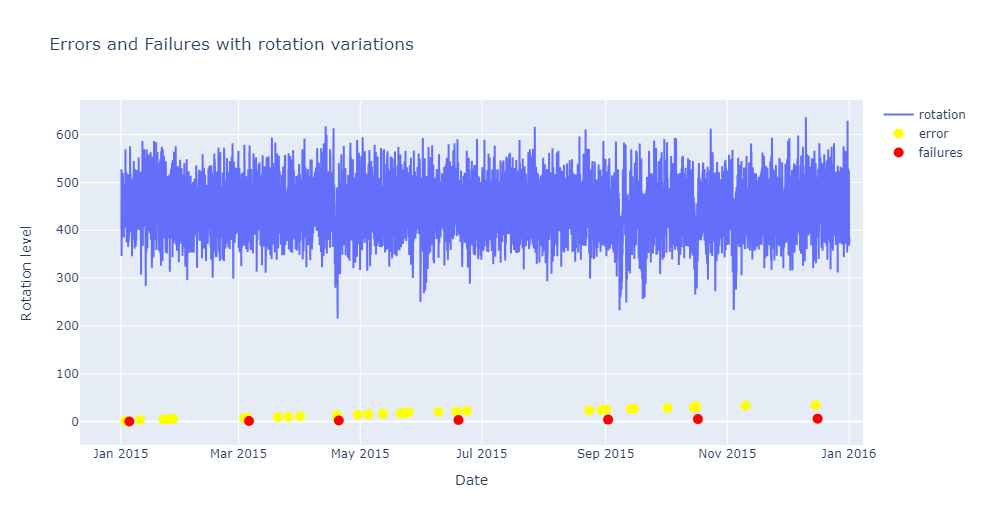 Errors and Failures with rotation variations
rotation
error
failures
600
500
400
300
200
100
0
Rotation level
Jan 2015
Mar 2015
May 2015
Jul 2015
Sep 2015
Nov 2015
Jan 2016
Date